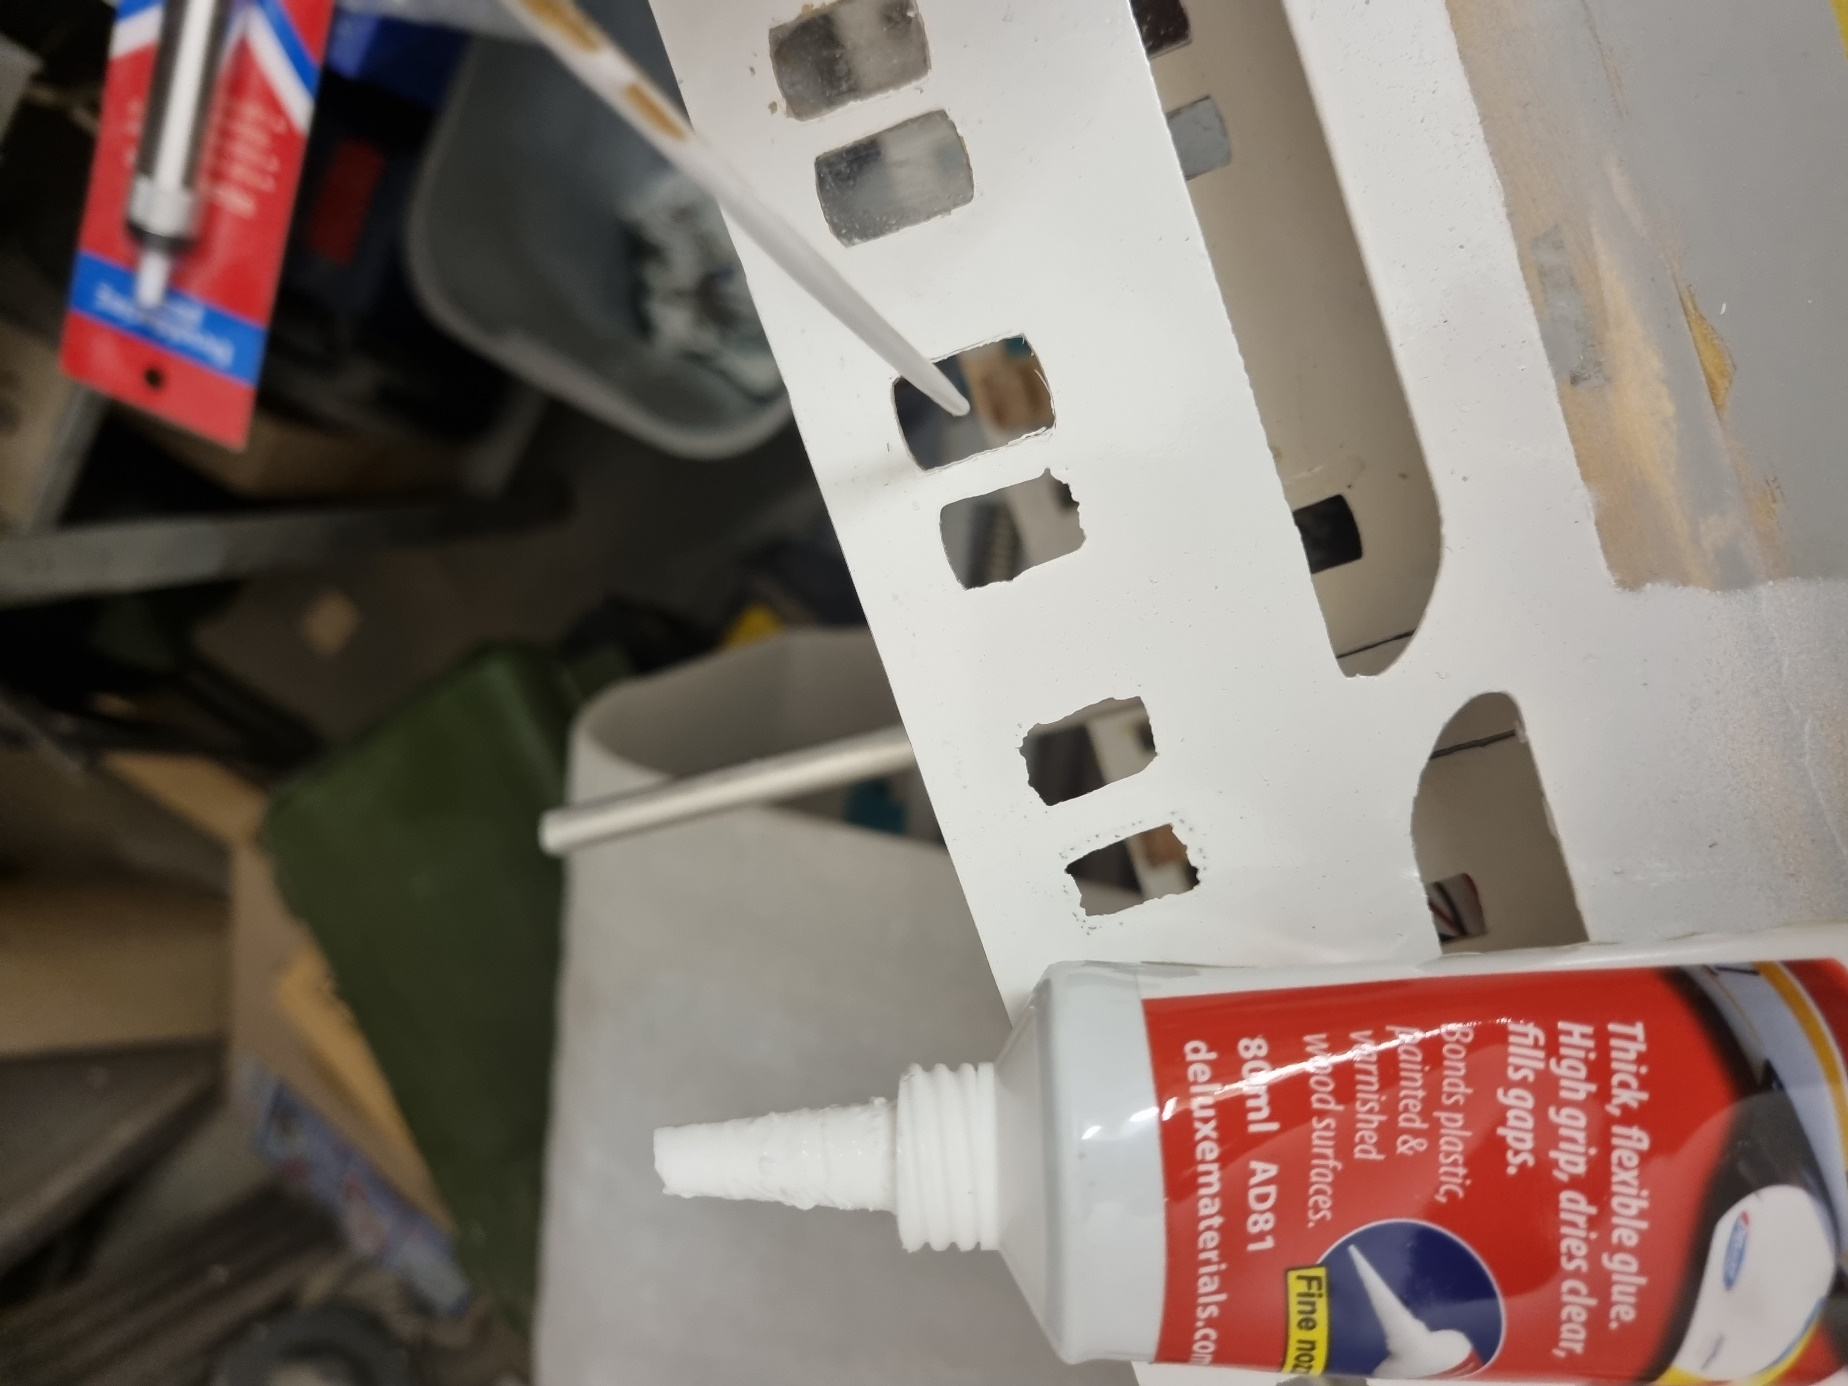 Thick, flexible glue.
High grip, dries clear,
fills gaps.
Bonds plastic,
painted &
varnished
wood surfaces.
80ml AD81
deluxematerials.com
Fine noz